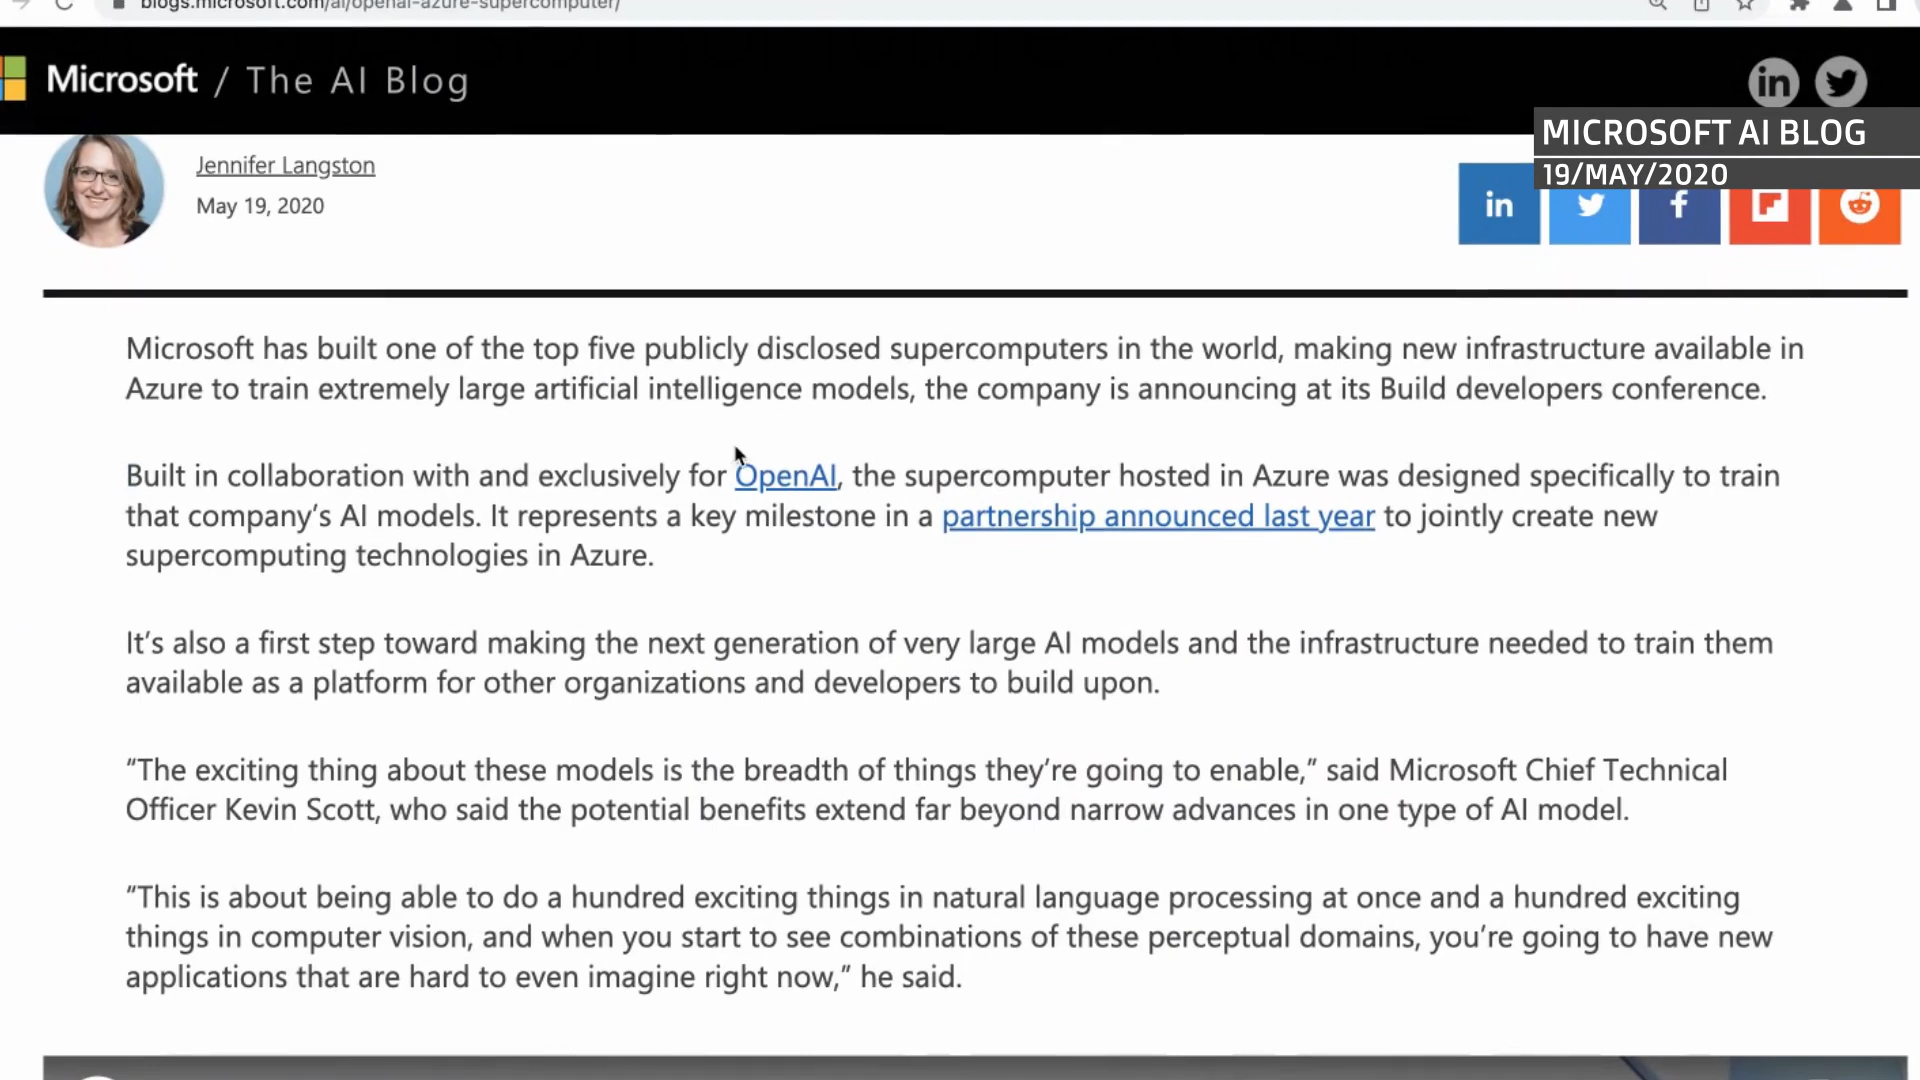 blogs.microsoft.com/ai/openai-azure-supercomputer/
Microsoft / The AI Blog
in
MICROSOFT AI BLOG
19/MAY/2020
Jennifer Langston
May 19, 2020
in f
Microsoft has built one of the top five publicly disclosed supercomputers in the world, making new infrastructure available in
Azure to train extremely large artificial intelligence models, the company is announcing at its Build developers conference.
Built in collaboration with and exclusively for OpenAI, the supercomputer hosted in Azure was designed specifically to train
that company’s AI models. It represents a key milestone in a partnership announced last year to jointly create new
supercomputing technologies in Azure.
It’s also a first step toward making the next generation of very large AI models and the infrastructure needed to train them
available as a platform for other organizations and developers to build upon.
“The exciting thing about these models is the breadth of things they’re going to enable,” said Microsoft Chief Technical
Officer Kevin Scott, who said the potential benefits extend far beyond narrow advances in one type of AI model.
“This is about being able to do a hundred exciting things in natural language processing at once and a hundred exciting
things in computer vision, and when you start to see combinations of these perceptual domains, you’re going to have new
applications that are hard to even imagine right now,” he said.